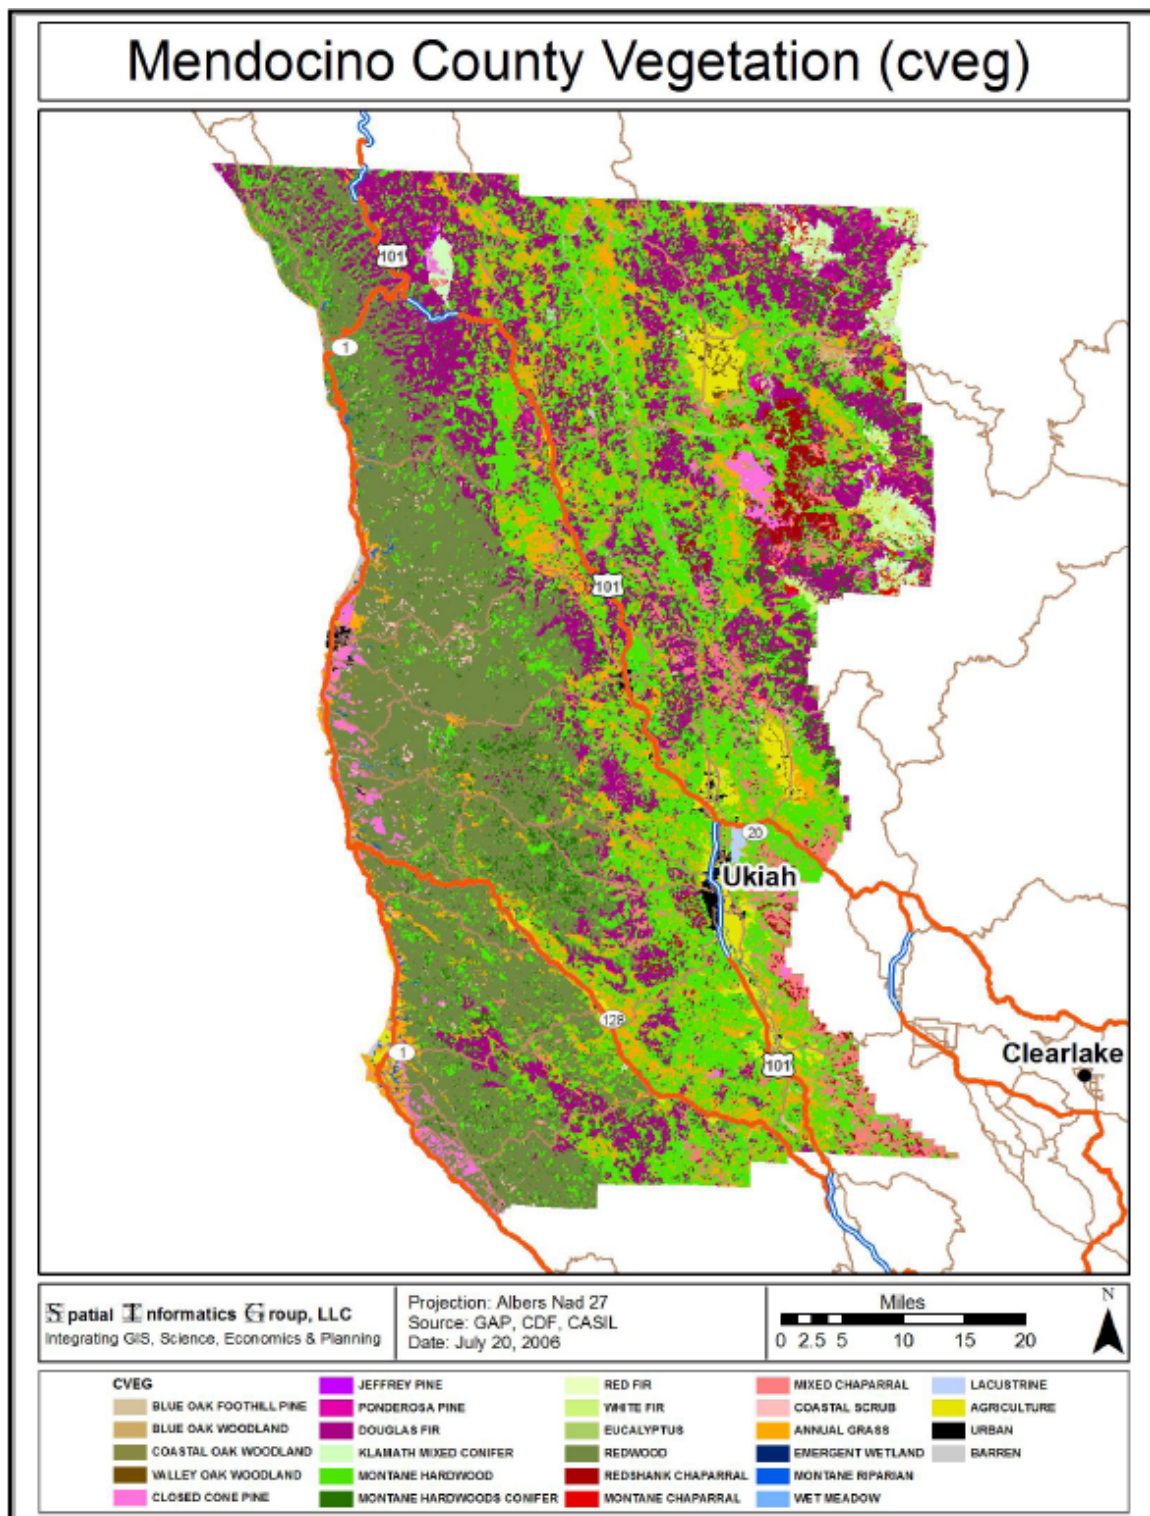 Mendocino County Vegetation (cveg)
101
1
101
20
Ukiah
128
1
101
Clearlake
Spatial Informatics Group, LLC
Integrating GIS, Science, Economics & Planning
Projection: Albers Nad 27
Source: GAP, CDF, CASIL
Date: July 20, 2006
Miles
0 2.5 5 10 15 20
N
CVEG
BLUE OAK FOOTHILL PINE
BLUE OAK WOODLAND
COASTAL OAK WOODLAND
VALLEY OAK WOODLAND
CLOSED CONE PINE
JEFFREY PINE
PONDEROSA PINE
DOUGLAS FIR
KLAMATH MIXED CONIFER
MONTANE HARDWOOD
MONTANE HARDWOODS CONIFER
RED FIR
WHITE FIR
EUCALYPTUS
REDWOOD
REDSHANK CHAPARRAL
MONTANE CHAPARRAL
MIXED CHAPARRAL
COASTAL SCRUB
ANNUAL GRASS
EMERGENT WETLAND
MONTANE RIPARIAN
WET MEADOW
LACUSTRINE
AGRICULTURE
URBAN
BARREN